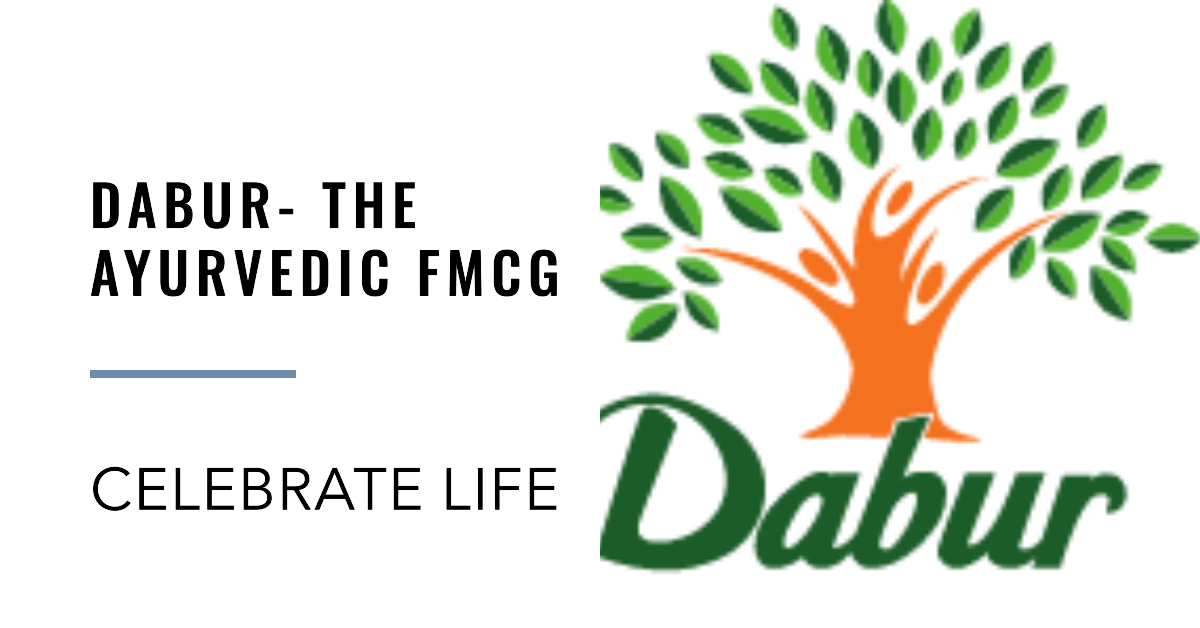 DABUR- THE
AYURVEDIC FMCG
CELEBRATE LIFE
Dabur